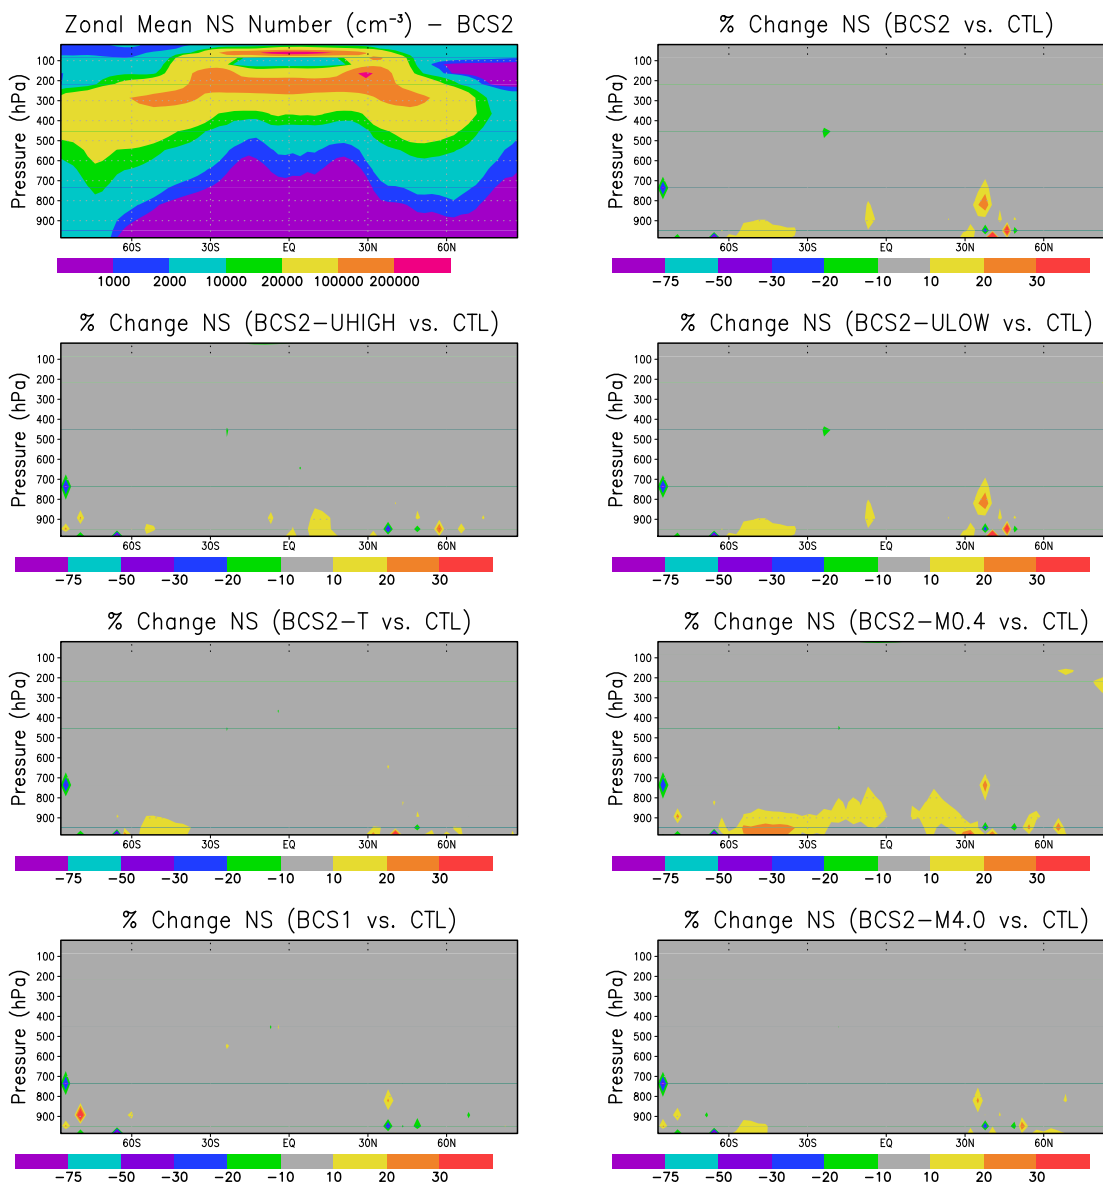 Zonal Mean NS Number (cm⁻³) − BCS2
Pressure (hPa)
100
200
300
400
500
600
700
800
900
60S 30S EQ 30N 60N
1000 2000 10000 20000 100000 200000
% Change NS (BCS2 vs. CTL)
Pressure (hPa)
100
200
300
400
500
600
700
800
900
60S 30S EQ 30N 60N
−75 −50 −30 −20 −10 10 20 30
% Change NS (BCS2−UHIGH vs. CTL)
Pressure (hPa)
100
200
300
400
500
600
700
800
900
60S 30S EQ 30N 60N
−75 −50 −30 −20 −10 10 20 30
% Change NS (BCS2−ULOW vs. CTL)
Pressure (hPa)
100
200
300
400
500
600
700
800
900
60S 30S EQ 30N 60N
−75 −50 −30 −20 −10 10 20 30
% Change NS (BCS2−T vs. CTL)
Pressure (hPa)
100
200
300
400
500
600
700
800
900
60S 30S EQ 30N 60N
−75 −50 −30 −20 −10 10 20 30
% Change NS (BCS2−M0.4 vs. CTL)
Pressure (hPa)
100
200
300
400
500
600
700
800
900
60S 30S EQ 30N 60N
−75 −50 −30 −20 −10 10 20 30
% Change NS (BCS1 vs. CTL)
Pressure (hPa)
100
200
300
400
500
600
700
800
900
60S 30S EQ 30N 60N
−75 −50 −30 −20 −10 10 20 30
% Change NS (BCS2−M4.0 vs. CTL)
Pressure (hPa)
100
200
300
400
500
600
700
800
900
60S 30S EQ 30N 60N
−75 −50 −30 −20 −10 10 20 30